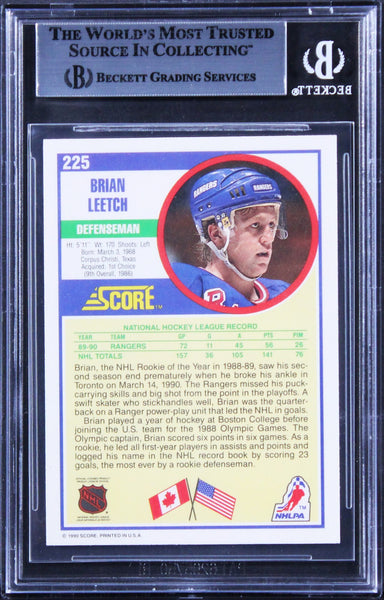 THE WORLD'S MOST TRUSTED
SOURCE IN COLLECTING™
BECKETT GRADING SERVICES
BECKETT
225
BRIAN
LEETCH
DEFENSEMAN
Ht: 5'11" Wt: 170 Shoots: Left
Born: March 3, 1968
Corpus Christi, Texas
Acquired: 1st Choice
(9th Overall, 1986)
RANGERS
RANGERS
SCORE™
NATIONAL HOCKEY LEAGUE RECORD
YEAR TEAM GP G A PTS PIM
89-90 RANGERS 72 11 45 56 26
NHL TOTALS 157 36 105 141 76
Brian, the NHL Rookie of the Year in 1988-89, saw his
second season end prematurely when he broke his ankle in
Toronto on March 14, 1990. The Rangers missed his puck-
carrying skills and big shot from the point in the playoffs. A
swift skater who stickhandles well, Brian was the quarter-
back on a Ranger power-play unit that led the NHL in goals.
Brian played a year of hockey at Boston College before
joining the U.S. team for the 1988 Olympic Games. The
Olympic captain, Brian scored six points in six games. As a
rookie, he led all first-year players in assists and points and
logged his name in the NHL record book by scoring 23
goals, the most ever by a rookie defenseman.
NHL
NHLPA
© 1990 SCORE, PRINTED IN U.S.A.